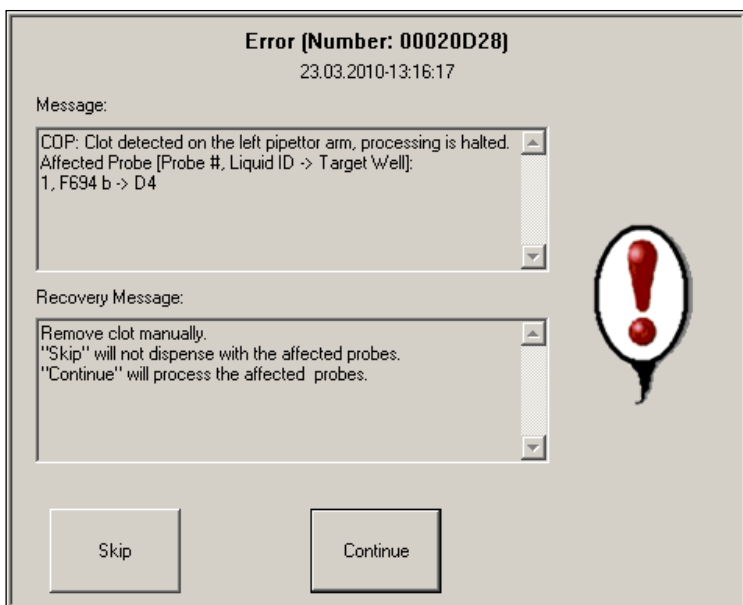 Error (Number: 00020D28)
23.03.2010-13:16:17
Message:
COP: Clot detected on the left pipettor arm, processing is halted.
Affected Probe [Probe #, Liquid ID -> Target Well]:
1, F694 b -> D4
Recovery Message:
Remove clot manually.
"Skip" will not dispense with the affected probes.
"Continue" will process the affected  probes.
Skip
Continue